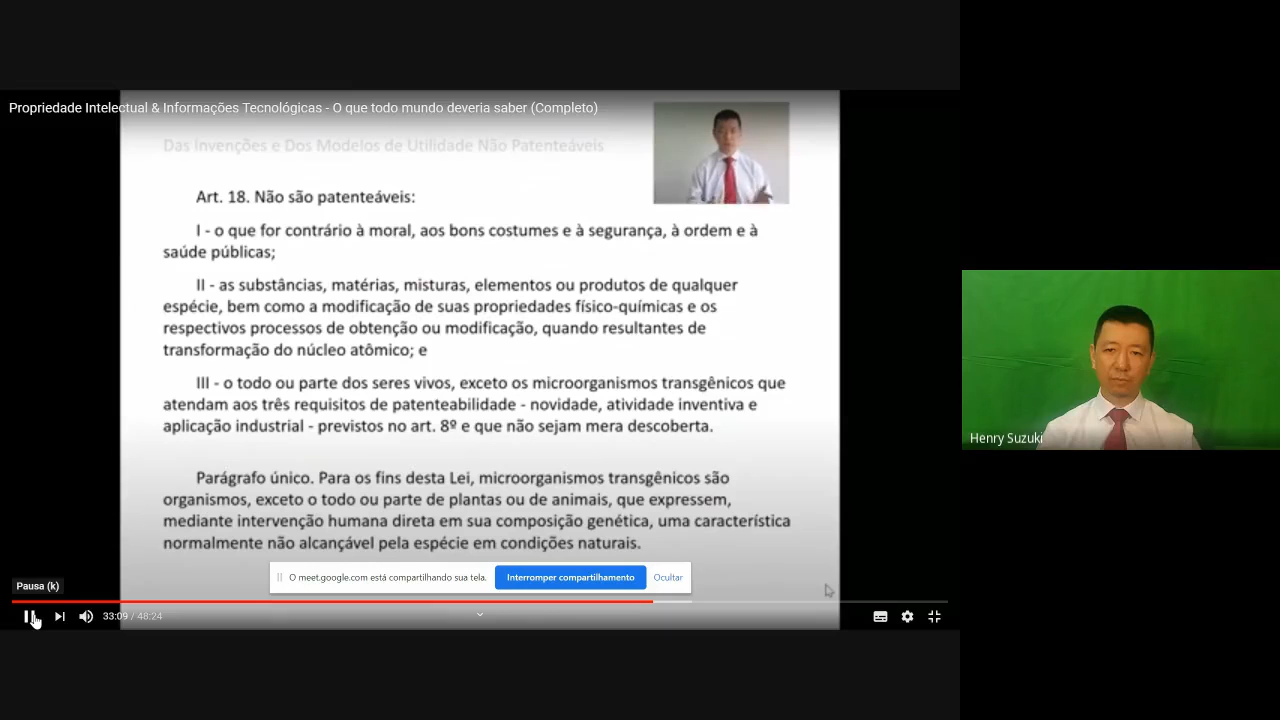 Propriedade Intelectual & Informações Tecnológicas - O que todo mundo deveria saber (Completo)
Das Invenções e Dos Modelos de Utilidade Não Patenteáveis
Art. 18. Não são patenteáveis:
I - o que for contrário à moral, aos bons costumes e à segurança, à ordem e à
saúde públicas;
II - as substâncias, matérias, misturas, elementos ou produtos de qualquer
espécie, bem como a modificação de suas propriedades físico-químicas e os
respectivos processos de obtenção ou modificação, quando resultantes de
transformação do núcleo atômico; e
III - o todo ou parte dos seres vivos, exceto os microorganismos transgênicos que
atendam aos três requisitos de patenteabilidade - novidade, atividade inventiva e
aplicação industrial - previstos no art. 8º e que não sejam mera descoberta.
Parágrafo único. Para os fins desta Lei, microorganismos transgênicos são
organismos, exceto o todo ou parte de plantas ou de animais, que expressem,
mediante intervenção humana direta em sua composição genética, uma característica
normalmente não alcançável pela espécie em condições naturais.
O meet.google.com está compartilhando sua tela. Interromper compartilhamento Ocultar
Pausa (k)
33:09 / 48:24
Henry Suzuki